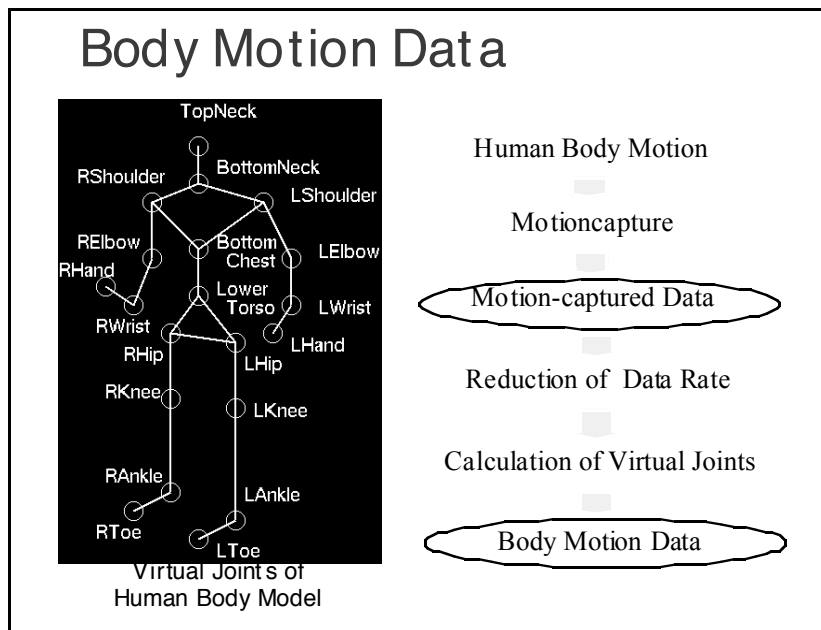 Body Motion Data
TopNeck
BottomNeck
RShoulder
LShoulder
RElbow
Bottom
Chest
LElbow
RHand
Lower
Torso
LWrist
RWrist
LHand
RHip
LHip
RKnee
LKnee
RAnkle
LAnkle
RToe
LToe
Virtual Joints of
Human Body Model
Human Body Motion
Motioncapture
Motion-captured Data
Reduction of Data Rate
Calculation of Virtual Joints
Body Motion Data